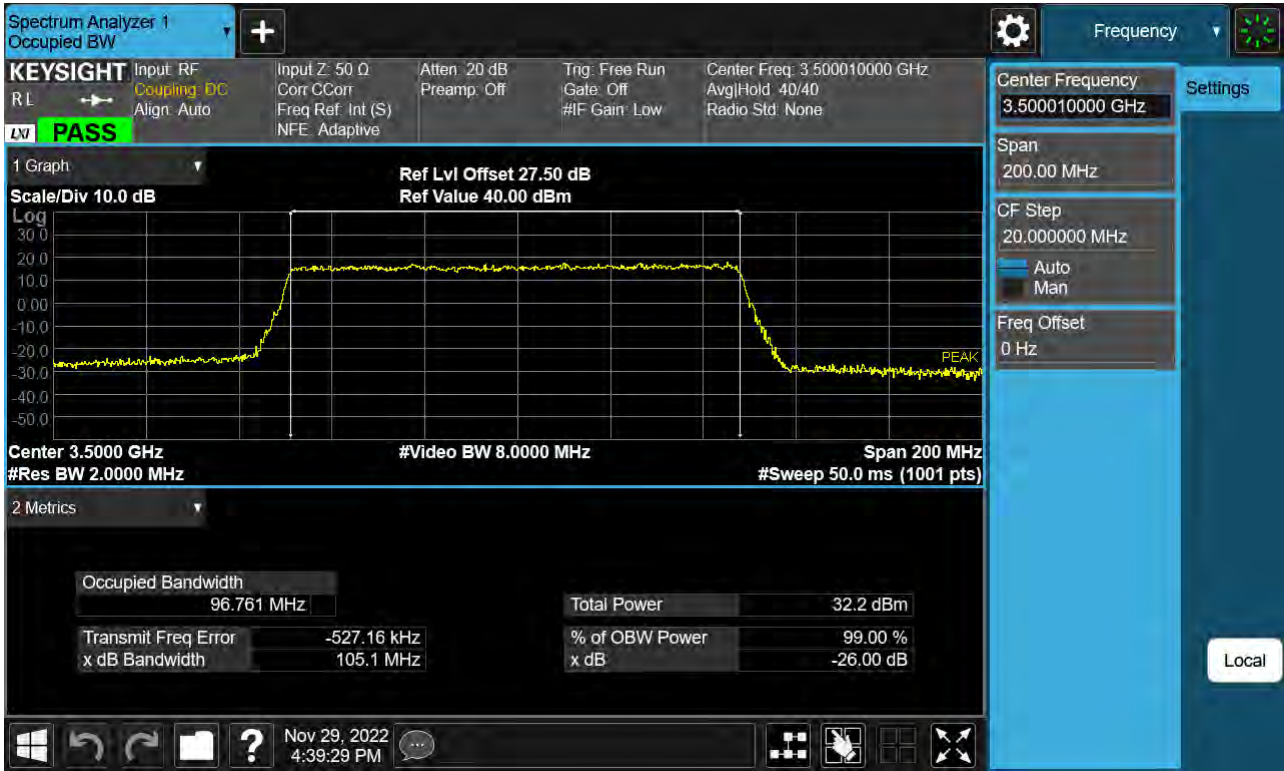 Spectrum Analyzer 1
Occupied BW
+
Frequency
KEYSIGHT
RL
LXI
PASS
Input: RF
Coupling: DC
Align: Auto
Input Z: 50 Ω
Corr CCorr
Freq Ref: Int (S)
NFE: Adaptive
Atten: 20 dB
Preamp: Off
Trig: Free Run
Gate: Off
#IF Gain: Low
Center Freq: 3.500010000 GHz
Avg|Hold: 40/40
Radio Std: None
1 Graph
Scale/Div 10.0 dB
Ref Lvl Offset 27.50 dB
Ref Value 40.00 dBm
Log
30.0
20.0
10.0
0.00
-10.0
-20.0
-30.0
-40.0
-50.0
PEAK
Center 3.5000 GHz
#Video BW 8.0000 MHz
Span 200 MHz
#Res BW 2.0000 MHz
#Sweep 50.0 ms (1001 pts)
2 Metrics
Occupied Bandwidth
96.761 MHz
Total Power 32.2 dBm
Transmit Freq Error -527.16 kHz
% of OBW Power 99.00 %
x dB Bandwidth 105.1 MHz
x dB -26.00 dB
Center Frequency
3.500010000 GHz
Settings
Span
200.00 MHz
CF Step
20.000000 MHz
Auto
Man
Freq Offset
0 Hz
Local
?
Nov 29, 2022
4:39:29 PM